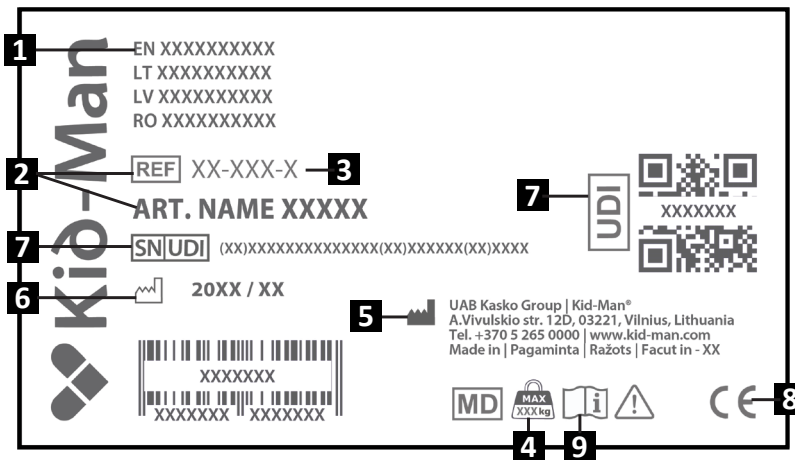 1
EN XXXXXXXXXX
LT XXXXXXXXXX
LV XXXXXXXXXX
RO XXXXXXXXXX
Kið-Man
2
REF XX-XXX-X
3
ART. NAME XXXXX
7
SN UDI (XX)XXXXXXXXXXXXXX(XX)XXXXXX(XX)XXXX
7
UDI
XXXXXXX
6
20XX / XX
5
UAB Kasko Group | Kid-Man®
A.Vivulskio str. 12D, 03221, Vilnius, Lithuania
Tel. +370 5 265 0000 | www.kid-man.com
Made in | Pagaminta | Ražots | Facut in - XX
XXXXXXX
XXXXXXX XXXXXXX
MD
MAX
XXX kg
i
!
CE
8
4
9